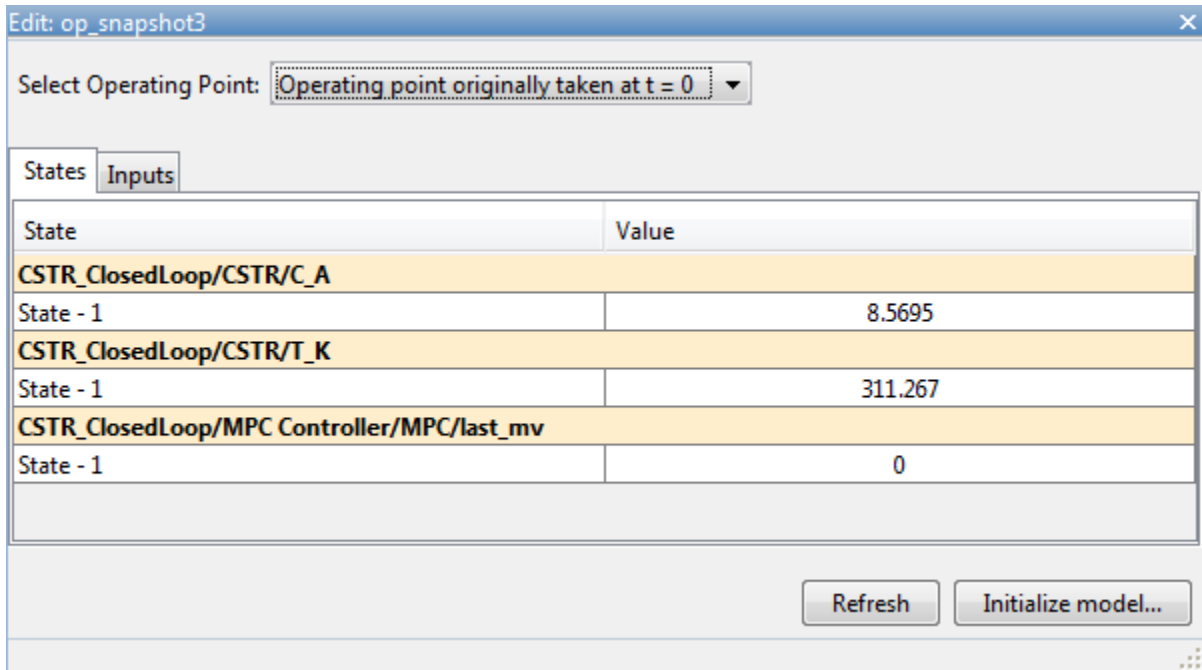 Edit: op_snapshot3
Select Operating Point: Operating point originally taken at t = 0
States Inputs
State Value
CSTR_ClosedLoop/CSTR/C_A
State - 1 8.5695
CSTR_ClosedLoop/CSTR/T_K
State - 1 311.267
CSTR_ClosedLoop/MPC Controller/MPC/last_mv
State - 1 0
Refresh Initialize model...